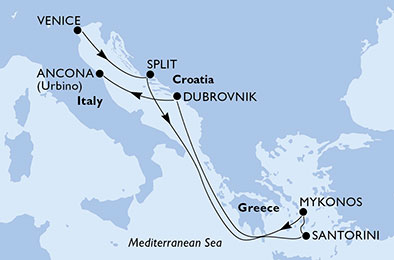 VENICE
SPLIT
ANCONA
(Urbino)
Croatia
DUBROVNIK
Italy
Greece
MYKONOS
SANTORINI
Mediterranean Sea